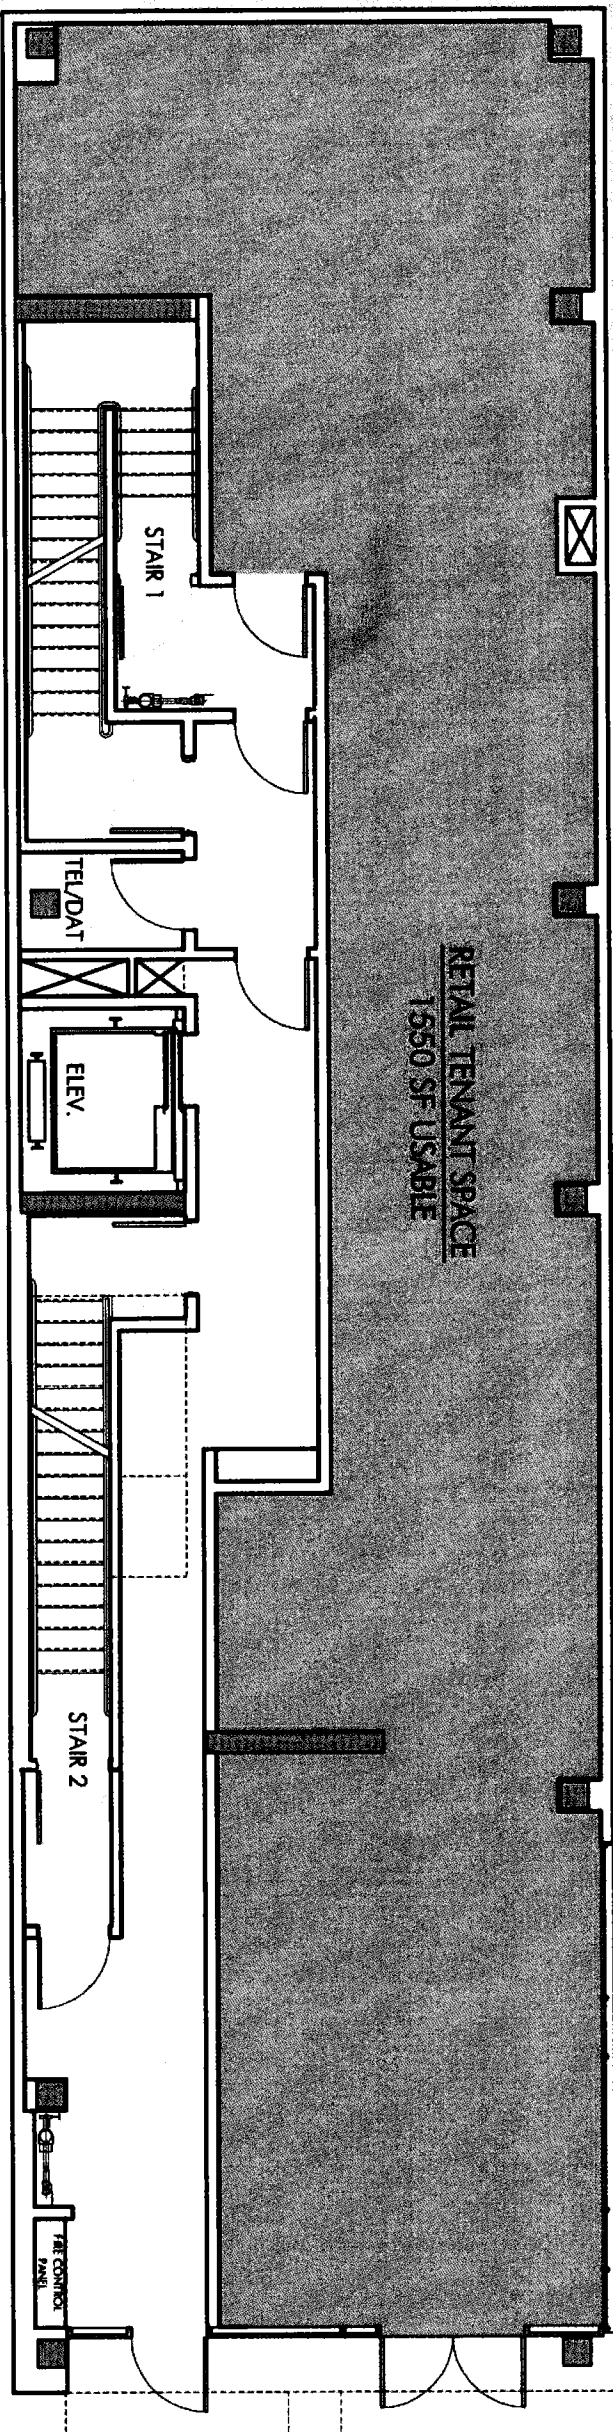 STAIR 1
TEL/DAT
RETAIL TENANT SPACE
1550 SF USABLE
ELEV.
STAIR 2
FIRE CONTROL
PANEL